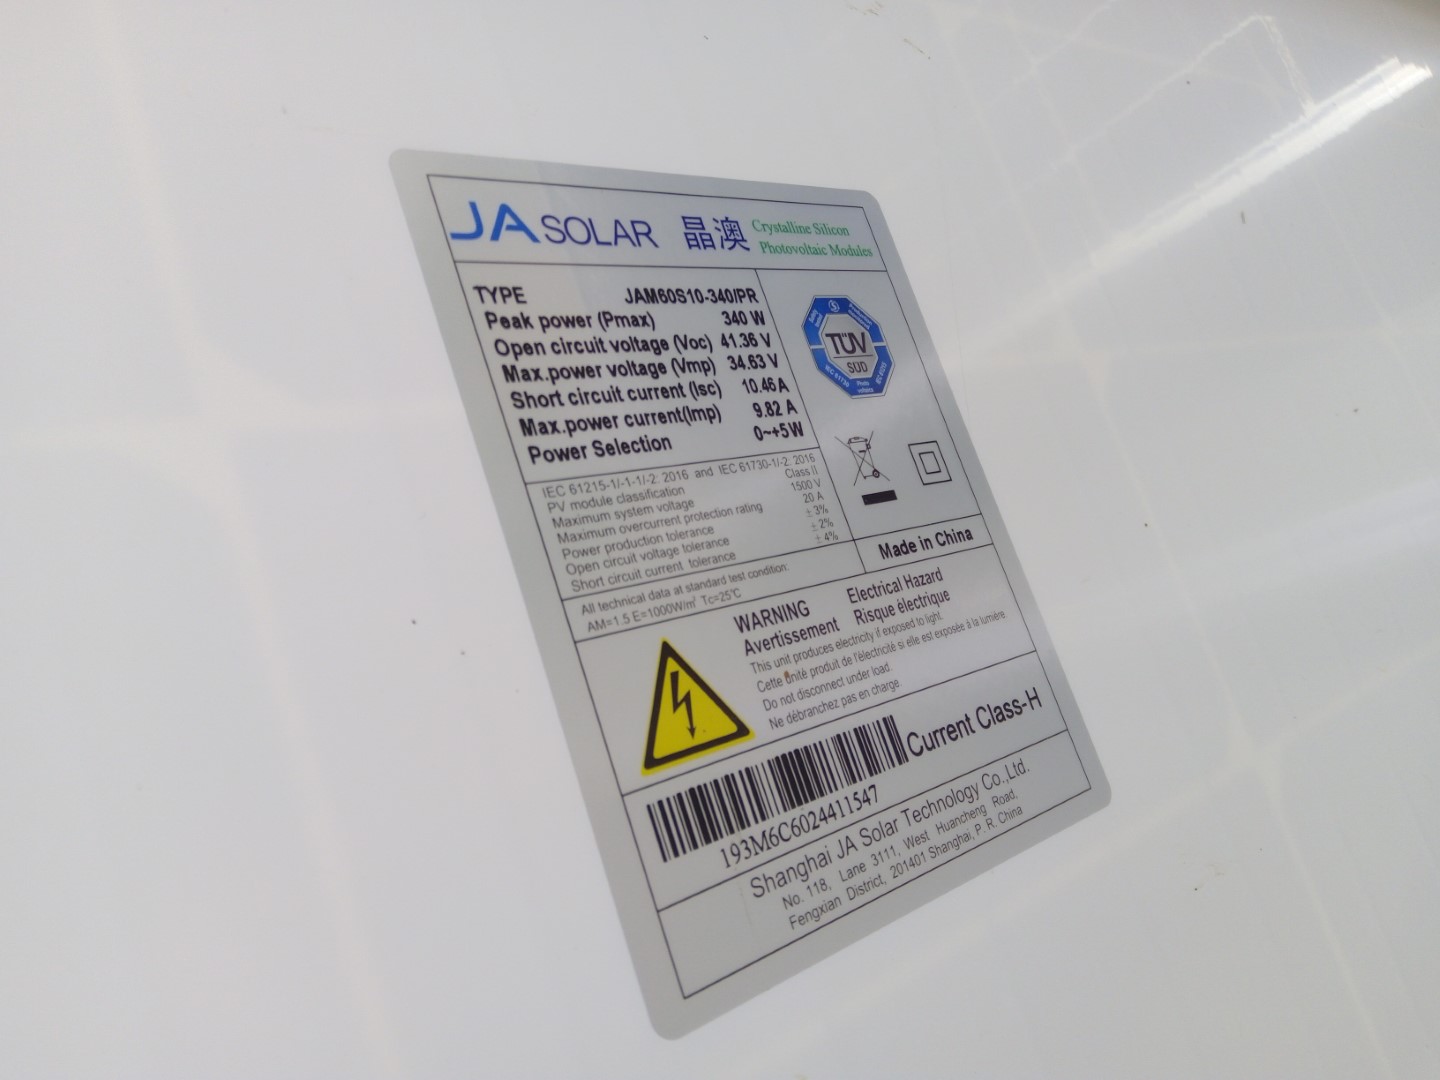 JA SOLAR 晶澳 Crystalline Silicon
Photovoltaic Modules
TYPE JAM60S10-340/PR
Peak power (Pmax) 340 W
Open circuit voltage (Voc) 41.36 V
Max.power voltage (Vmp) 34.63 V
Short circuit current (Isc) 10.46 A
Max.power current(Imp) 9.82 A
Power Selection 0~+5W
TÜV
SÜD
IEC 61730
Photo
voltaics
IEC 61215-1/-1-1/-2: 2016 and IEC 61730-1/-2: 2016
PV module classification Class II
Maximum system voltage 1500 V
Maximum overcurrent protection rating 20 A
Power production tolerance ±3%
Open circuit voltage tolerance ±2%
Short circuit current tolerance ±4%
Made in China
All technical data at standard test condition:
AM=1.5 E=1000W/m² Tc=25℃
WARNING Electrical Hazard
Avertissement Risque électrique
This unit produces electricity if exposed to light.
Cette unité produit de l'électricité si elle est exposée à la lumière.
Do not disconnect under load.
Ne débranchez pas en charge.
Current Class-H
193M6C6024411547
Shanghai JA Solar Technology Co.,Ltd.
No. 118, Lane 3111, West Huancheng Road,
Fengxian District, 201401 Shanghai, P. R. China